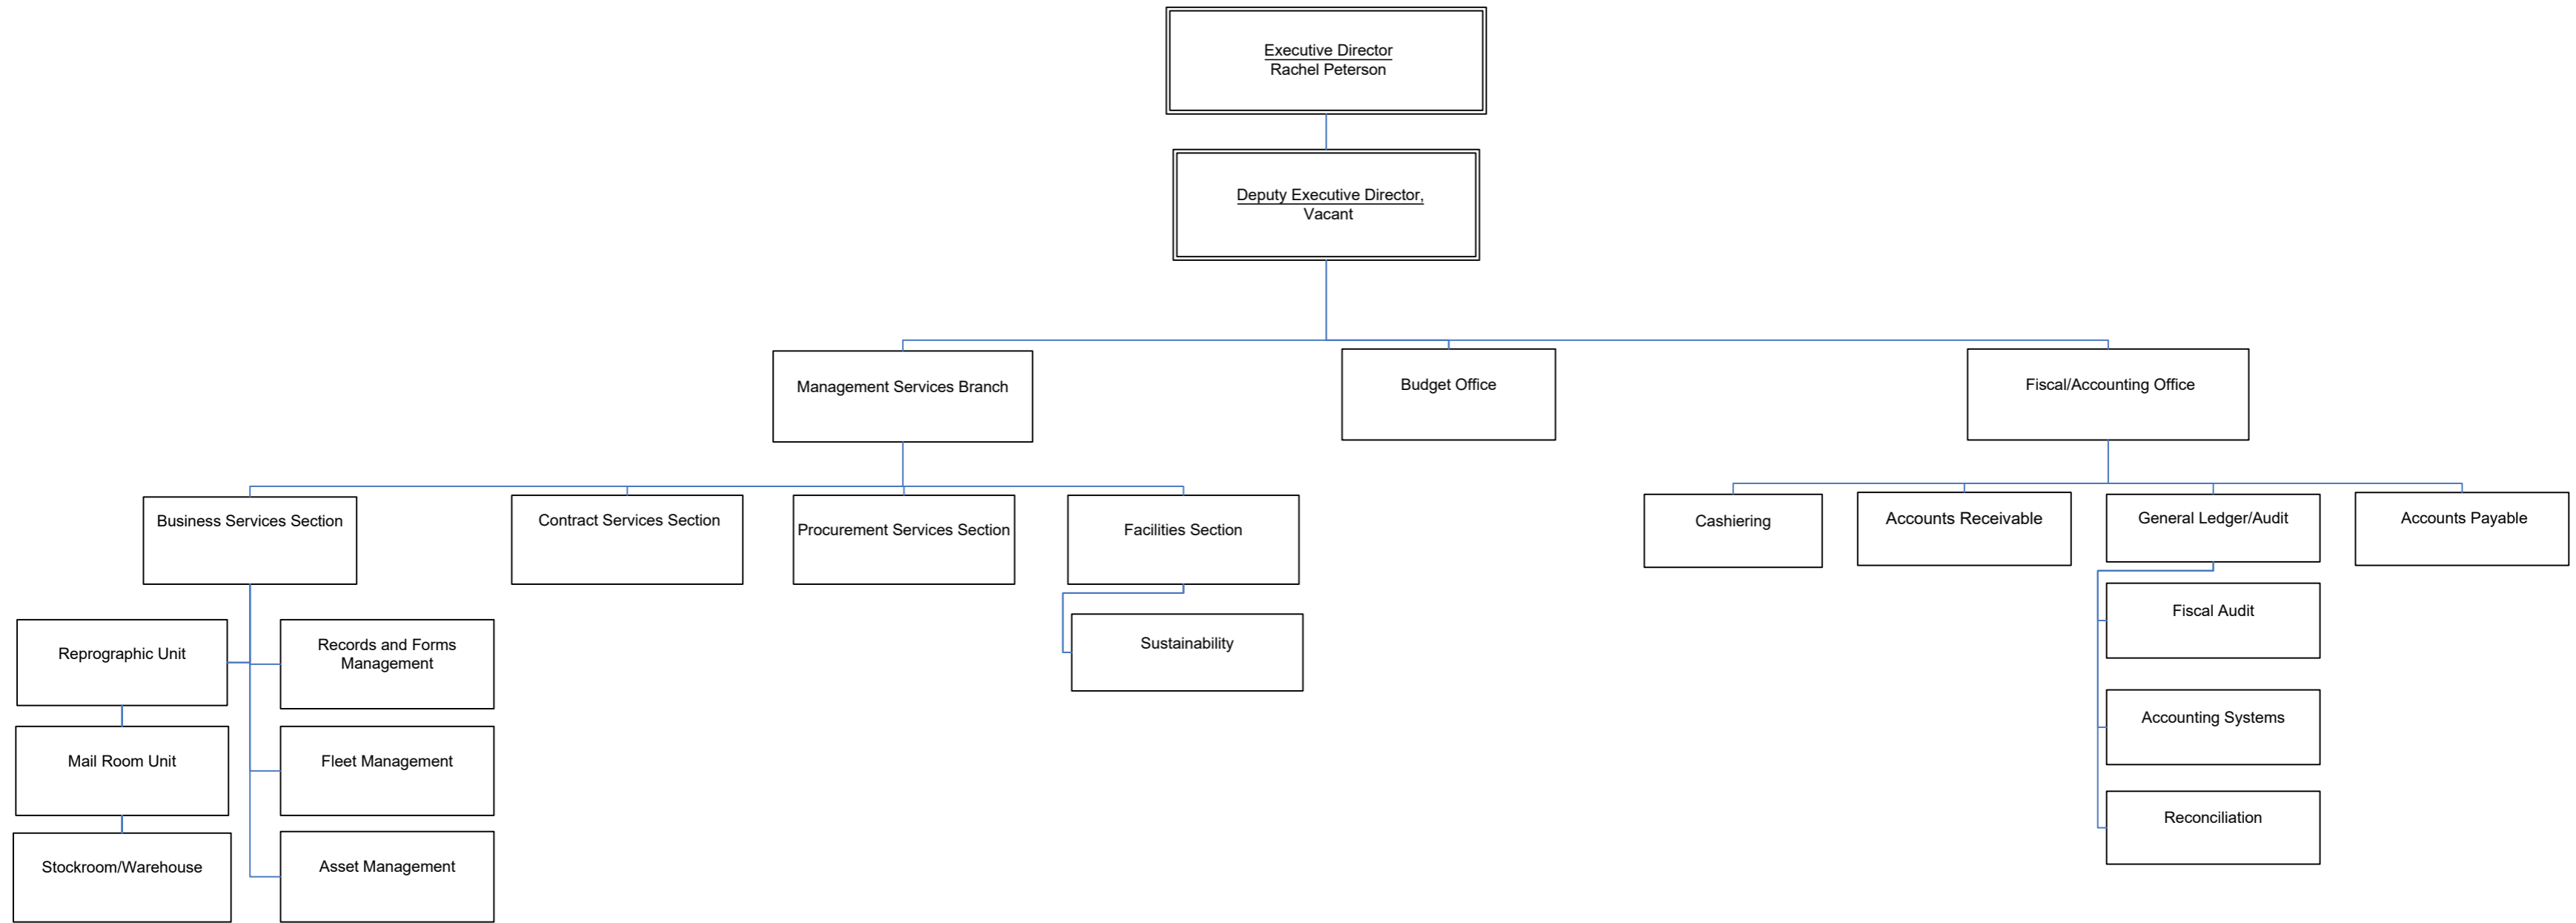 Executive Director
Rachel Peterson
Deputy Executive Director,
Vacant
Management Services Branch
Budget Office
Fiscal/Accounting Office
Business Services Section
Contract Services Section
Procurement Services Section
Facilities Section
Cashiering
Accounts Receivable
General Ledger/Audit
Accounts Payable
Reprographic Unit
Records and Forms
Management
Sustainability
Fiscal Audit
Mail Room Unit
Fleet Management
Accounting Systems
Stockroom/Warehouse
Asset Management
Reconciliation